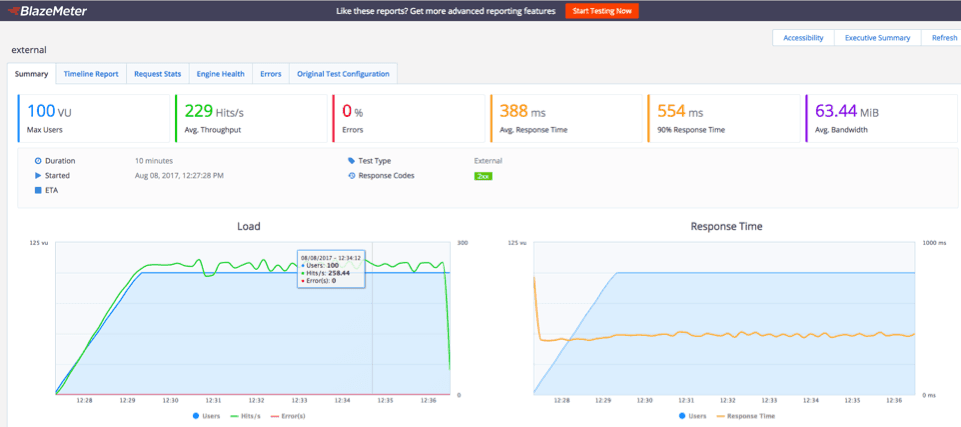 BlazeMeter
Like these reports? Get more advanced reporting features
Start Testing Now
Accessibility
Executive Summary
Refresh
external
Summary
Timeline Report
Request Stats
Engine Health
Errors
Original Test Configuration
100 VU
Max Users
229 Hits/s
Avg. Throughput
0 %
Errors
388 ms
Avg. Response Time
554 ms
90% Response Time
63.44 MiB
Avg. Bandwidth
Duration 10 minutes
Started Aug 08, 2017, 12:27:28 PM
ETA
Test Type External
Response Codes 2xx
Load
125 vu
300
08/08/2017 - 12:34:12
Users: 100
Hits/s: 258.44
Error(s): 0
0
12:28 12:29 12:30 12:31 12:32 12:33 12:34 12:35 12:36
Users Hits/s Error(s)
Response Time
125 vu
1000 ms
0 ms
12:28 12:29 12:30 12:31 12:32 12:33 12:34 12:35 12:36
Users Response Time